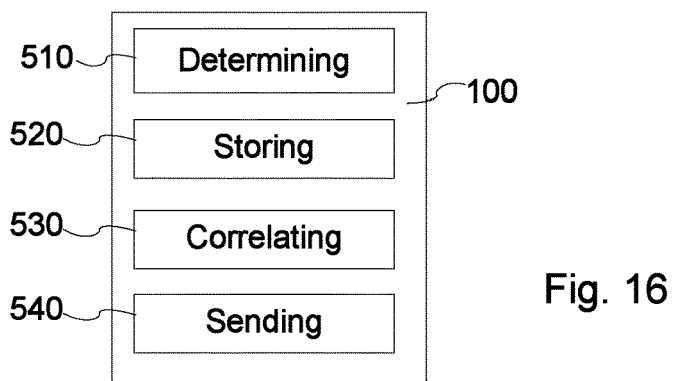 510 Determining
100
520 Storing
530 Correlating
540 Sending
Fig. 16